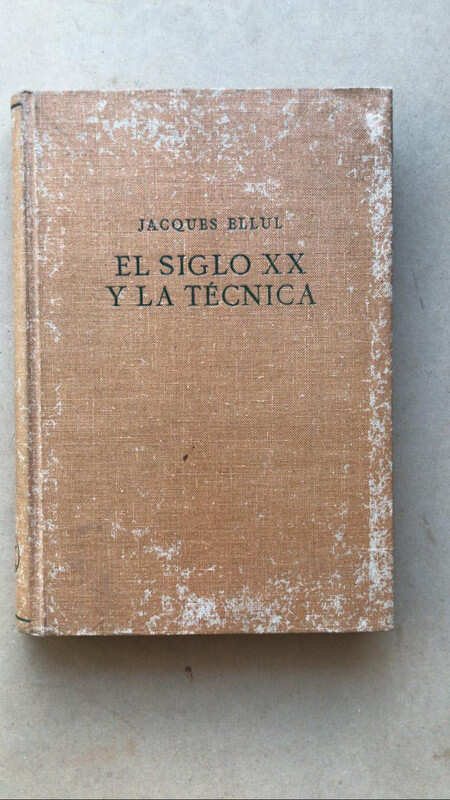 JACQUES ELLUL
EL SIGLO XX
Y LA TÉCNICA